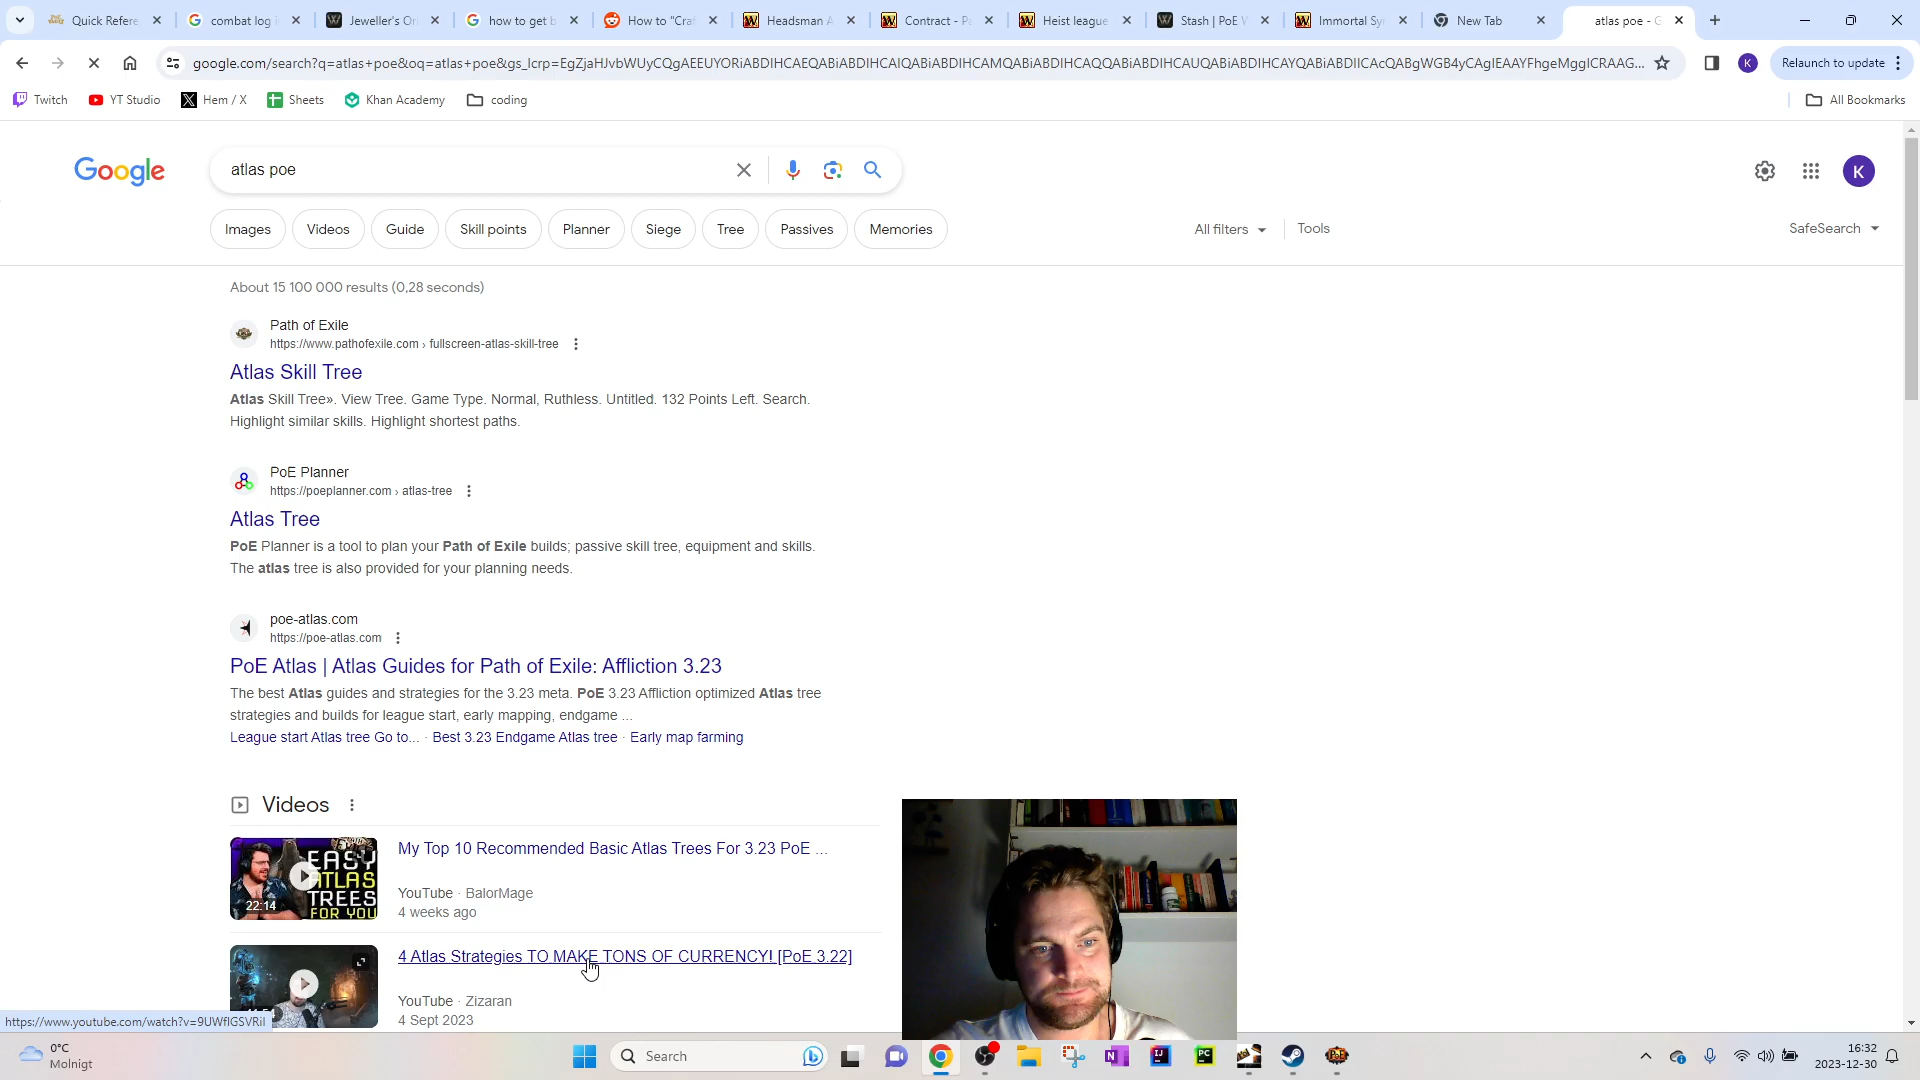 Quick Refere
combat log i
Jeweller's Or
how to get b
How to "Craf
Headsman A
Contract - Pa
Heist league
Stash | PoE W
Immortal Syn
New Tab
atlas poe - G
google.com/search?q=atlas+poe&oq=atlas+poe&gs_lcrp=
Relaunch to update
Twitch
YT Studio
Hem / X
Sheets
Khan Academy
coding
All Bookmarks
Google
atlas poe
K
Images
Videos
Guide
Skill points
Planner
Siege
Tree
Passives
Memories
All filters
Tools
SafeSearch
About 15 100 000 results (0,28 seconds)
Path of Exile
https://www.pathofexile.com › fullscreen-atlas-skill-tree
Atlas Skill Tree
Atlas Skill Tree». View Tree. Game Type. Normal, Ruthless. Untitled. 132 Points Left. Search.
Highlight similar skills. Highlight shortest paths.
PoE Planner
https://poeplanner.com › atlas-tree
Atlas Tree
PoE Planner is a tool to plan your Path of Exile builds; passive skill tree, equipment and skills.
The atlas tree is also provided for your planning needs.
poe-atlas.com
https://poe-atlas.com
PoE Atlas | Atlas Guides for Path of Exile: Affliction 3.23
The best Atlas guides and strategies for the 3.23 meta. PoE 3.23 Affliction optimized Atlas tree
strategies and builds for league start, early mapping, endgame ...
League start Atlas tree Go to... · Best 3.23 Endgame Atlas tree · Early map farming
Videos
EASY
ATLAS
TREES
FOR YOU
22:14
My Top 10 Recommended Basic Atlas Trees For 3.23 PoE ...
YouTube · BalorMage
4 weeks ago
4 Atlas Strategies TO MAKE TONS OF CURRENCY! [PoE 3.22]
YouTube · Zizaran
4 Sept 2023
0°C
Molnigt
Search
16:32
2023-12-30